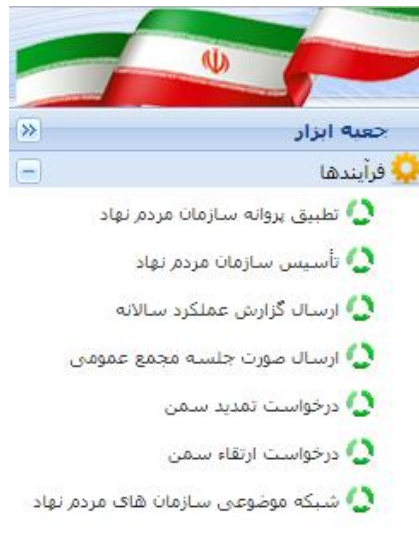 جعبه ابزار
فرآیندها
تطبیق پروانه سازمان مردم نهاد
تأسیس سازمان مردم نهاد
ارسال گزارش عملکرد سالانه
ارسال صورت جلسه مجمع عمومی
درخواست تمدید سمن
درخواست ارتقاء سمن
شبکه موضوعی سازمان های مردم نهاد